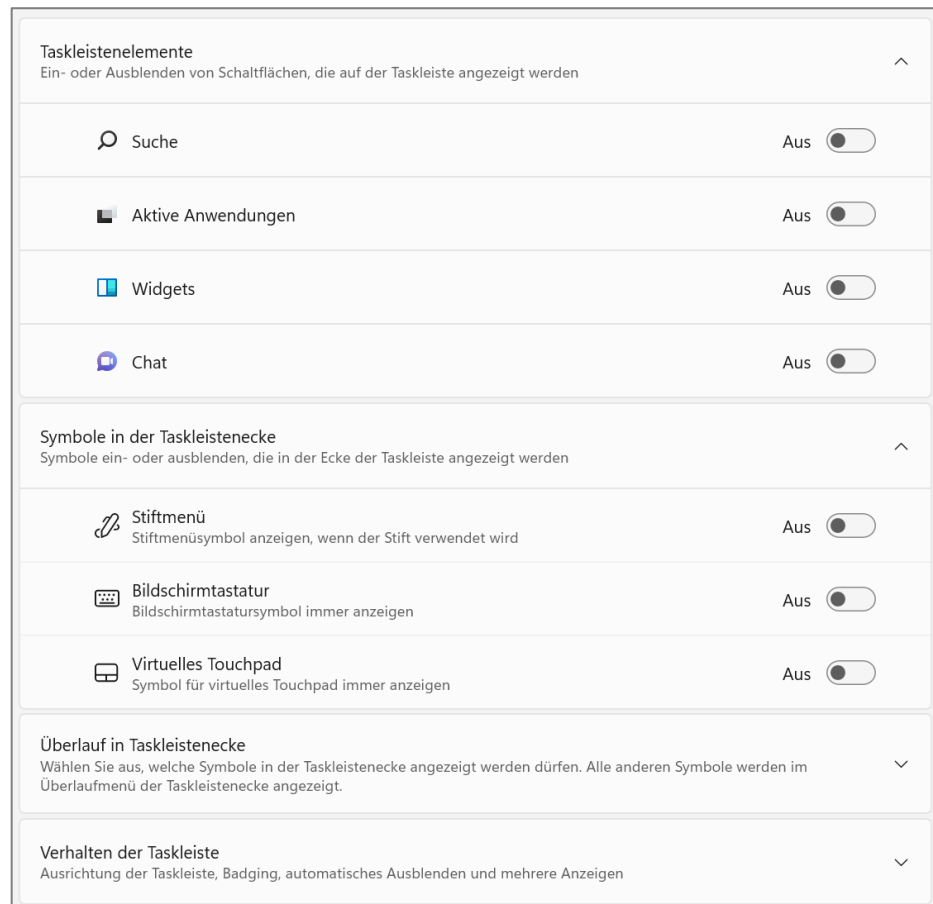 Taskleistenelemente
Ein- oder Ausblenden von Schaltflächen, die auf der Taskleiste angezeigt werden
Suche Aus
Aktive Anwendungen Aus
Widgets Aus
Chat Aus
Symbole in der Taskleistenecke
Symbole ein- oder ausblenden, die in der Ecke der Taskleiste angezeigt werden
Stiftmenü
Stiftmenüsymbol anzeigen, wenn der Stift verwendet wird
Aus
Bildschirmtastatur
Bildschirmtastatursymbol immer anzeigen
Aus
Virtuelles Touchpad
Symbol für virtuelles Touchpad immer anzeigen
Aus
Überlauf in Taskleistenecke
Wählen Sie aus, welche Symbole in der Taskleistenecke angezeigt werden dürfen. Alle anderen Symbole werden im
Überlaufmenü der Taskleistenecke angezeigt.
Verhalten der Taskleiste
Ausrichtung der Taskleiste, Badging, automatisches Ausblenden und mehrere Anzeigen